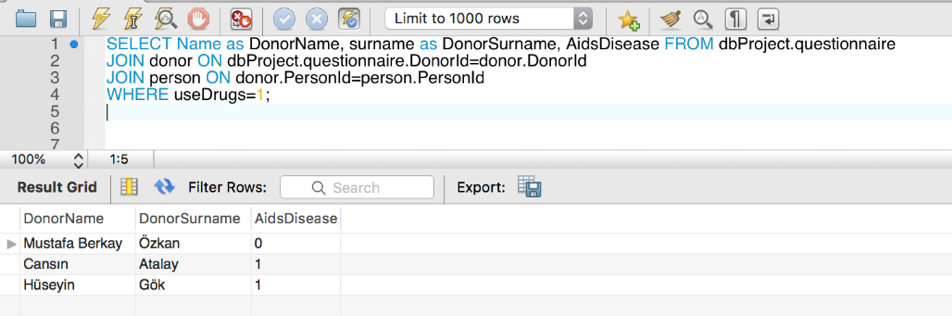 Limit to 1000 rows
1 SELECT Name as DonorName, surname as DonorSurname, AidsDisease FROM dbProject.questionnaire
2 JOIN donor ON dbProject.questionnaire.DonorId=donor.DonorId
3 JOIN person ON donor.PersonId=person.PersonId
4 WHERE useDrugs=1;
5
6
7
100% 1:5
Result Grid Filter Rows: Search Export:
DonorName DonorSurname AidsDisease
Mustafa Berkay Özkan 0
Cansın Atalay 1
Hüseyin Gök 1